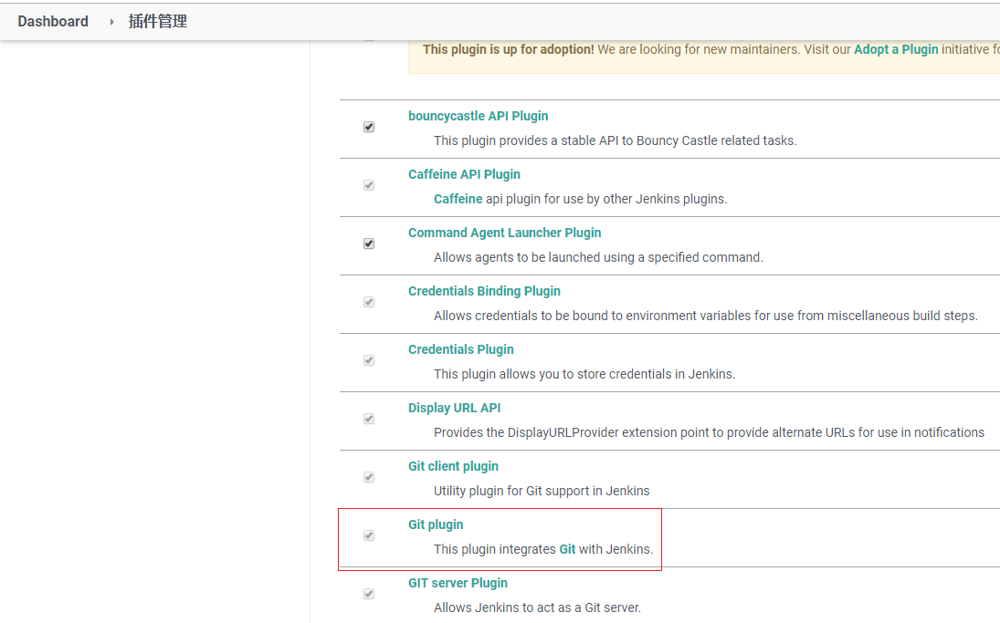 Dashboard 插件管理
This plugin is up for adoption! We are looking for new maintainers. Visit our Adopt a Plugin initiative fo
bouncycastle API Plugin
This plugin provides a stable API to Bouncy Castle related tasks.
Caffeine API Plugin
Caffeine api plugin for use by other Jenkins plugins.
Command Agent Launcher Plugin
Allows agents to be launched using a specified command.
Credentials Binding Plugin
Allows credentials to be bound to environment variables for use from miscellaneous build steps.
Credentials Plugin
This plugin allows you to store credentials in Jenkins.
Display URL API
Provides the DisplayURLProvider extension point to provide alternate URLs for use in notifications
Git client plugin
Utility plugin for Git support in Jenkins
Git plugin
This plugin integrates Git with Jenkins.
GIT server Plugin
Allows Jenkins to act as a Git server.